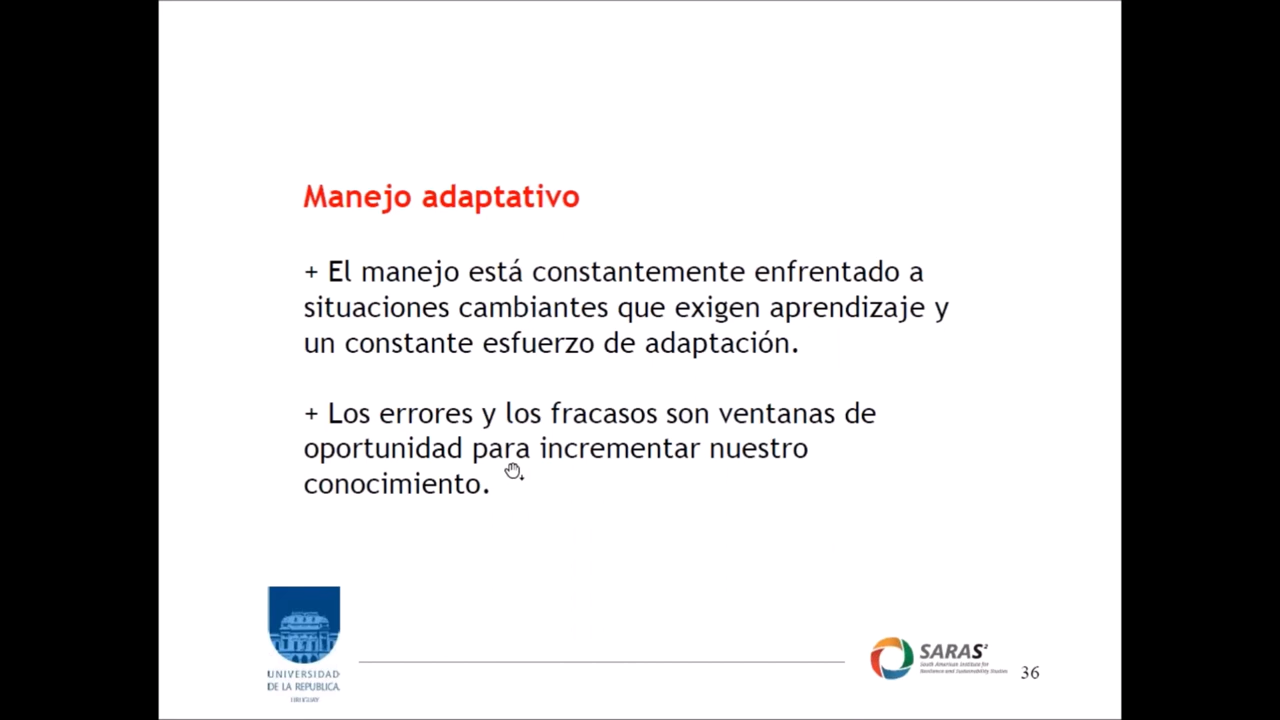 Manejo adaptativo
+ El manejo está constantemente enfrentado a
situaciones cambiantes que exigen aprendizaje y
un constante esfuerzo de adaptación.
+ Los errores y los fracasos son ventanas de
oportunidad para incrementar nuestro
conocimiento.
UNIVERSIDAD
DE LA REPUBLICA
URUGUAY
SARAS²
South American Institute for
Resilience and Sustainability Studies
36